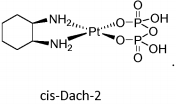 O
NH2 O P OH
Pt O
NH2 O P OH
O
.
cis-Dach-2